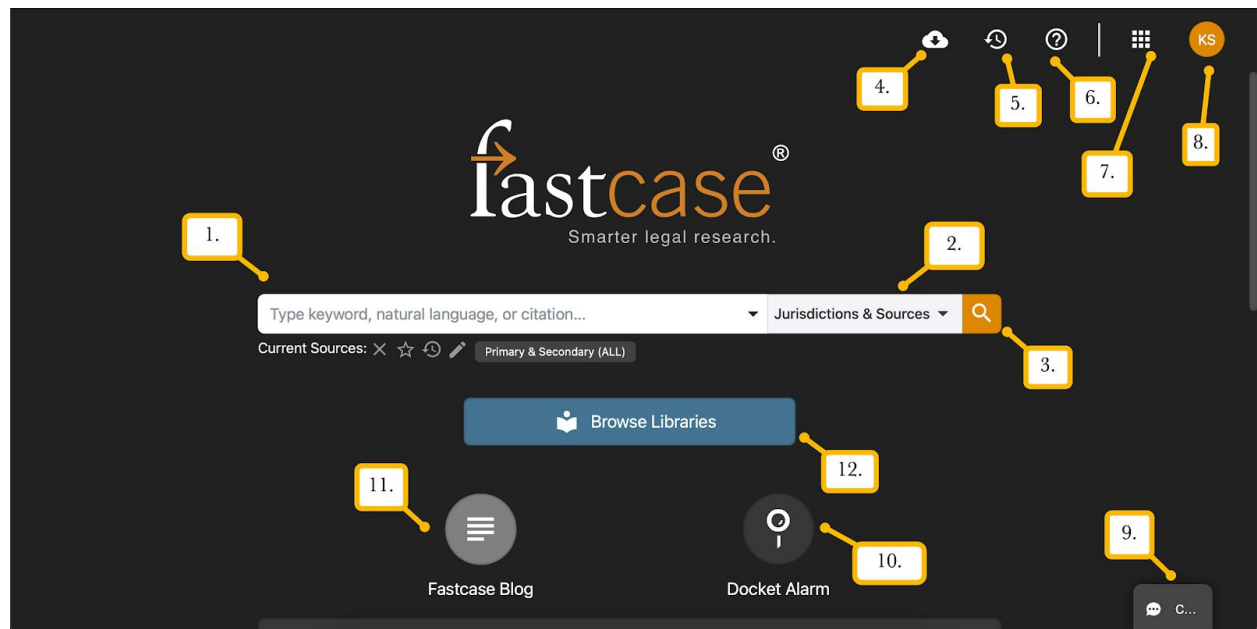 KS
4.
5.
6.
7.
8.
fastcase®
Smarter legal research.
1.
2.
Type keyword, natural language, or citation... Jurisdictions & Sources
Current Sources: Primary & Secondary (ALL)
3.
Browse Libraries
12.
11.
10.
9.
Fastcase Blog Docket Alarm
C...